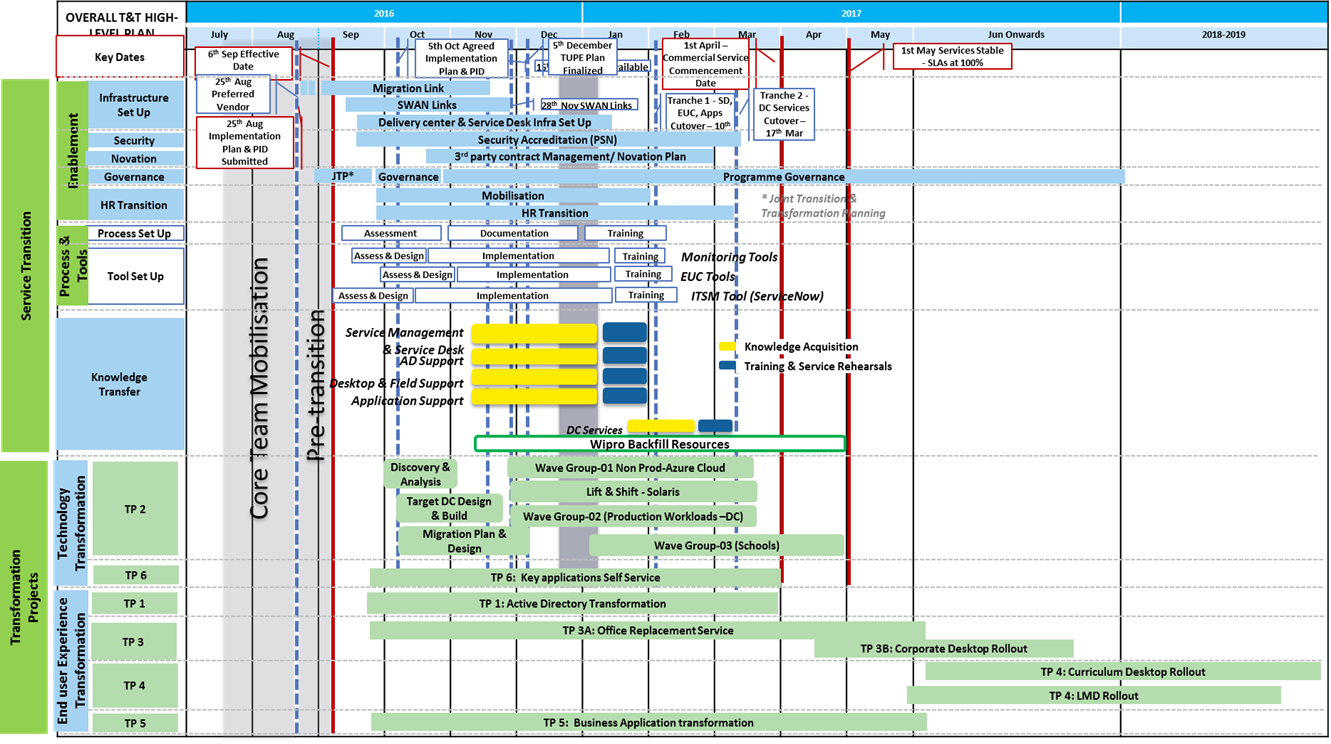 OVERALL T&T HIGH-
LEVEL PLAN
2016
2017
July
Aug
Sep
Oct
Nov
Dec
Jan
Feb
Mar
Apr
May
Jun Onwards
2018-2019
Key Dates
6th Sep Effective
Date
5th Oct Agreed
Implementation
Plan & PID
5th December
TUPE Plan
Finalized
1st April –
Commercial Service
Commencement
Date
1st May Services Stable
- SLAs at 100%
25th Aug
Preferred
Vendor
25th Aug
Implementation
Plan & PID
Submitted
28th Nov SWAN Links
Tranche 1 - SD,
EUC, Apps
Cutover – 10th
Tranche 2 -
DC Services
Cutover –
17th Mar
Service Transition
Enablement
Infrastructure
Set Up
Migration Link
SWAN Links
Delivery center & Service Desk Infra Set Up
Security
Security Accreditation (PSN)
Novation
3rd party contract Management/ Novation Plan
Governance
JTP*
Governance
Programme Governance
HR Transition
Mobilisation
HR Transition
* Joint Transition &
Transformation Planning
Process &
Tools
Process Set Up
Assessment
Documentation
Training
Tool Set Up
Assess & Design
Implementation
Training
Monitoring Tools
Assess & Design
Implementation
Training
EUC Tools
Assess & Design
Implementation
Training
ITSM Tool (ServiceNow)
Core Team Mobilisation
Pre-transition
Knowledge
Transfer
Service Management
& Service Desk
AD Support
Desktop & Field Support
Application Support
DC Services
Knowledge Acquisition
Training & Service Rehearsals
Wipro Backfill Resources
Transformation
Projects
Technology
Transformation
TP 2
Discovery &
Analysis
Wave Group-01 Non Prod-Azure Cloud
Lift & Shift - Solaris
Target DC Design
& Build
Wave Group-02 (Production Workloads –DC)
Migration Plan &
Design
Wave Group-03 (Schools)
TP 6
TP 6: Key applications Self Service
End user Experience
Transformation
TP 1
TP 1: Active Directory Transformation
TP 3
TP 3A: Office Replacement Service
TP 3B: Corporate Desktop Rollout
TP 4
TP 4: Curriculum Desktop Rollout
TP 4: LMD Rollout
TP 5
TP 5: Business Application transformation